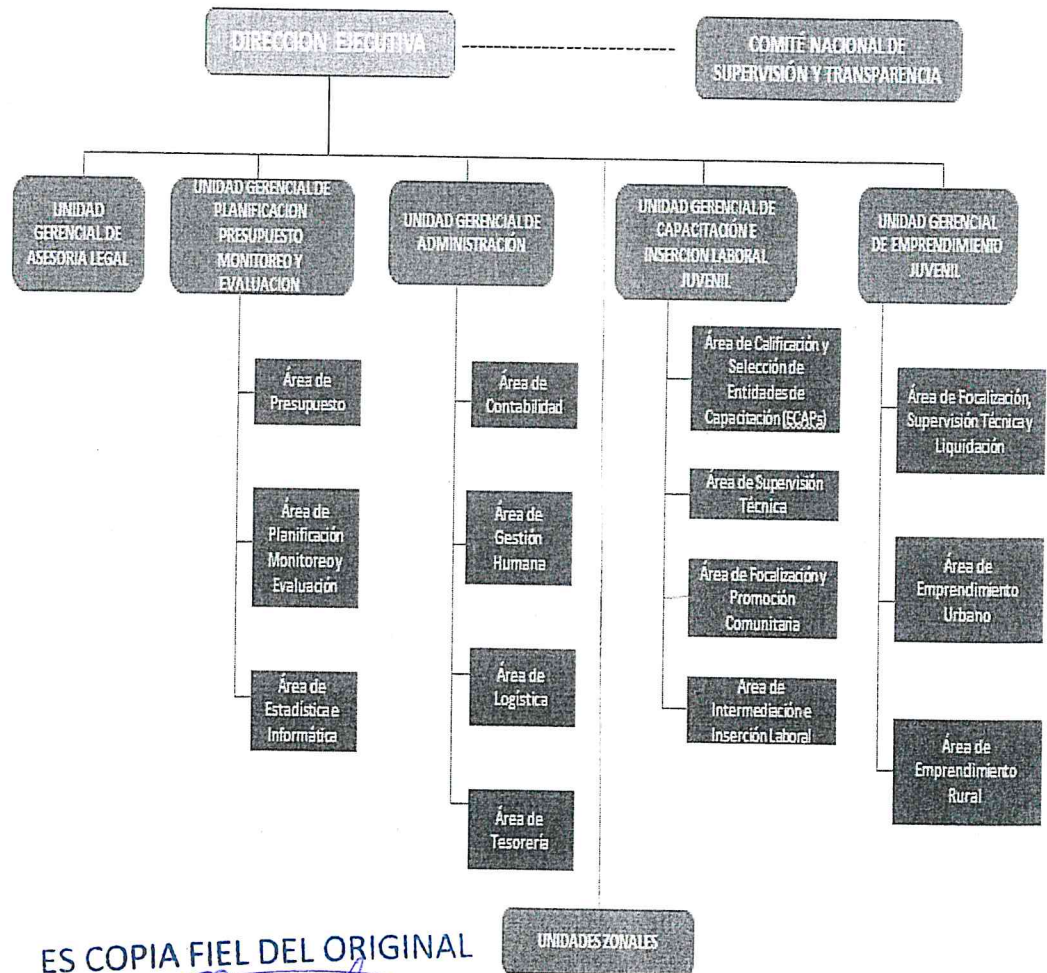 DIRECCION EJECUTIVA
COMITÉ NACIONAL DE
SUPERVISIÓN Y TRANSPARENCIA
UNIDAD
GERENCIAL DE
ASESORIA LEGAL
UNIDAD GERENCIAL DE
PLANIFICACION
PRESUPUESTO
MONITOREO Y
EVALUACION
UNIDAD GERENCIAL DE
ADMINISTRACIÓN
UNIDAD GERENCIAL DE
CAPACITACIÓN E
INSERCION LABORAL
JUVENIL
UNIDAD GERENCIAL
DE EMPRENDIMIENTO
JUVENIL
Área de
Presupuesto
Área de
Planificación
Monitoreo y
Evaluación
Área de
Estadística e
Informática
Área de
Contabilidad
Área de
Gestión
Humana
Área de
Logística
Área de
Tesorería
Área de Calificación y
Selección de
Entidades de
Capacitación (ECAPs)
Área de Supervisión
Técnica
Área de Focalización y
Promoción
Comunitaria
Area de
Intermediación e
Inserción Laboral
Área de Focalización,
Supervisión Técnica y
Liquidación
Área de
Emprendimiento
Urbano
Área de
Emprendimiento
Rural
UNIDADES ZONALES
ES COPIA FIEL DEL ORIGINAL